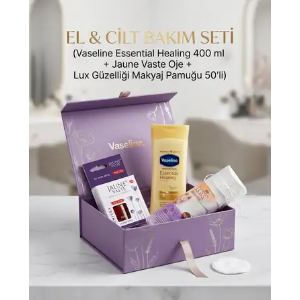 EL & CİLT BAKIM SETİ
(Vaseline Essential Healing 400 ml
+ Jaune Vaste Oje +
Lux Güzelliği Makyaj Pamuğu 50'li)
Vaseline
JAUNE
VASTE
Vaseline
Essential
Healing